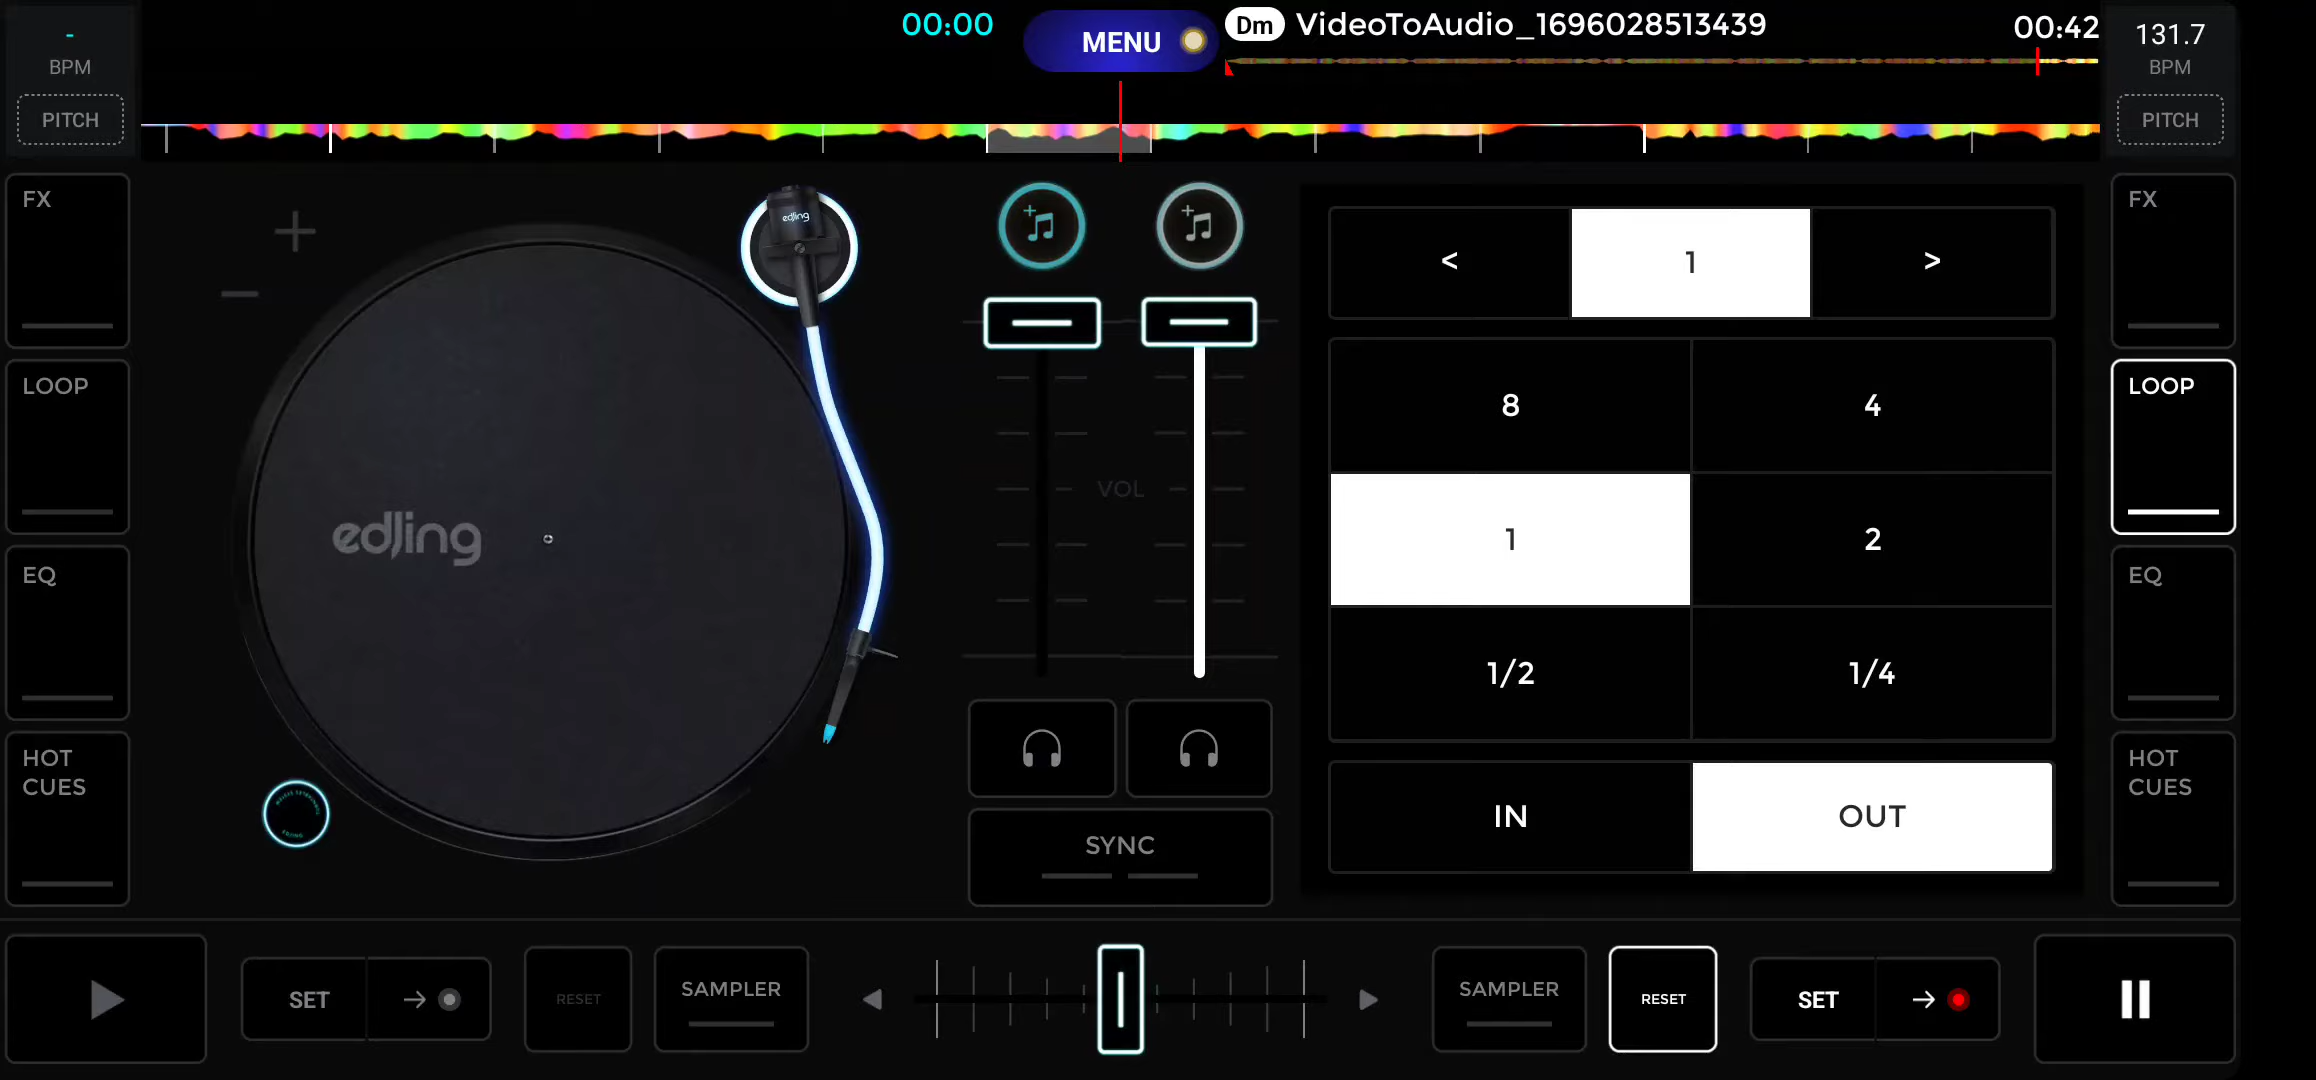 -
BPM
PITCH
00:00
MENU
Dm VideoToAudio_1696028513439
00:42
131.7
BPM
PITCH
FX
LOOP
EQ
HOT
CUES
edjing
edjing
VOL
SYNC
< 1 >
8 4
1 2
1/2 1/4
IN OUT
FX
LOOP
EQ
HOT
CUES
SET
RESET
SAMPLER
SAMPLER
RESET
SET